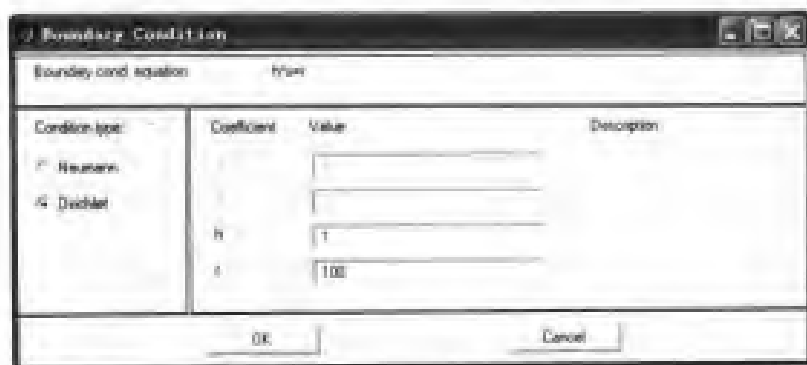 Boundary Condition
Boundary cond. equation: h*u=r
Condition type: Coefficient Value Description
Neumann
Dirichlet
h 1
r 100
OK Cancel